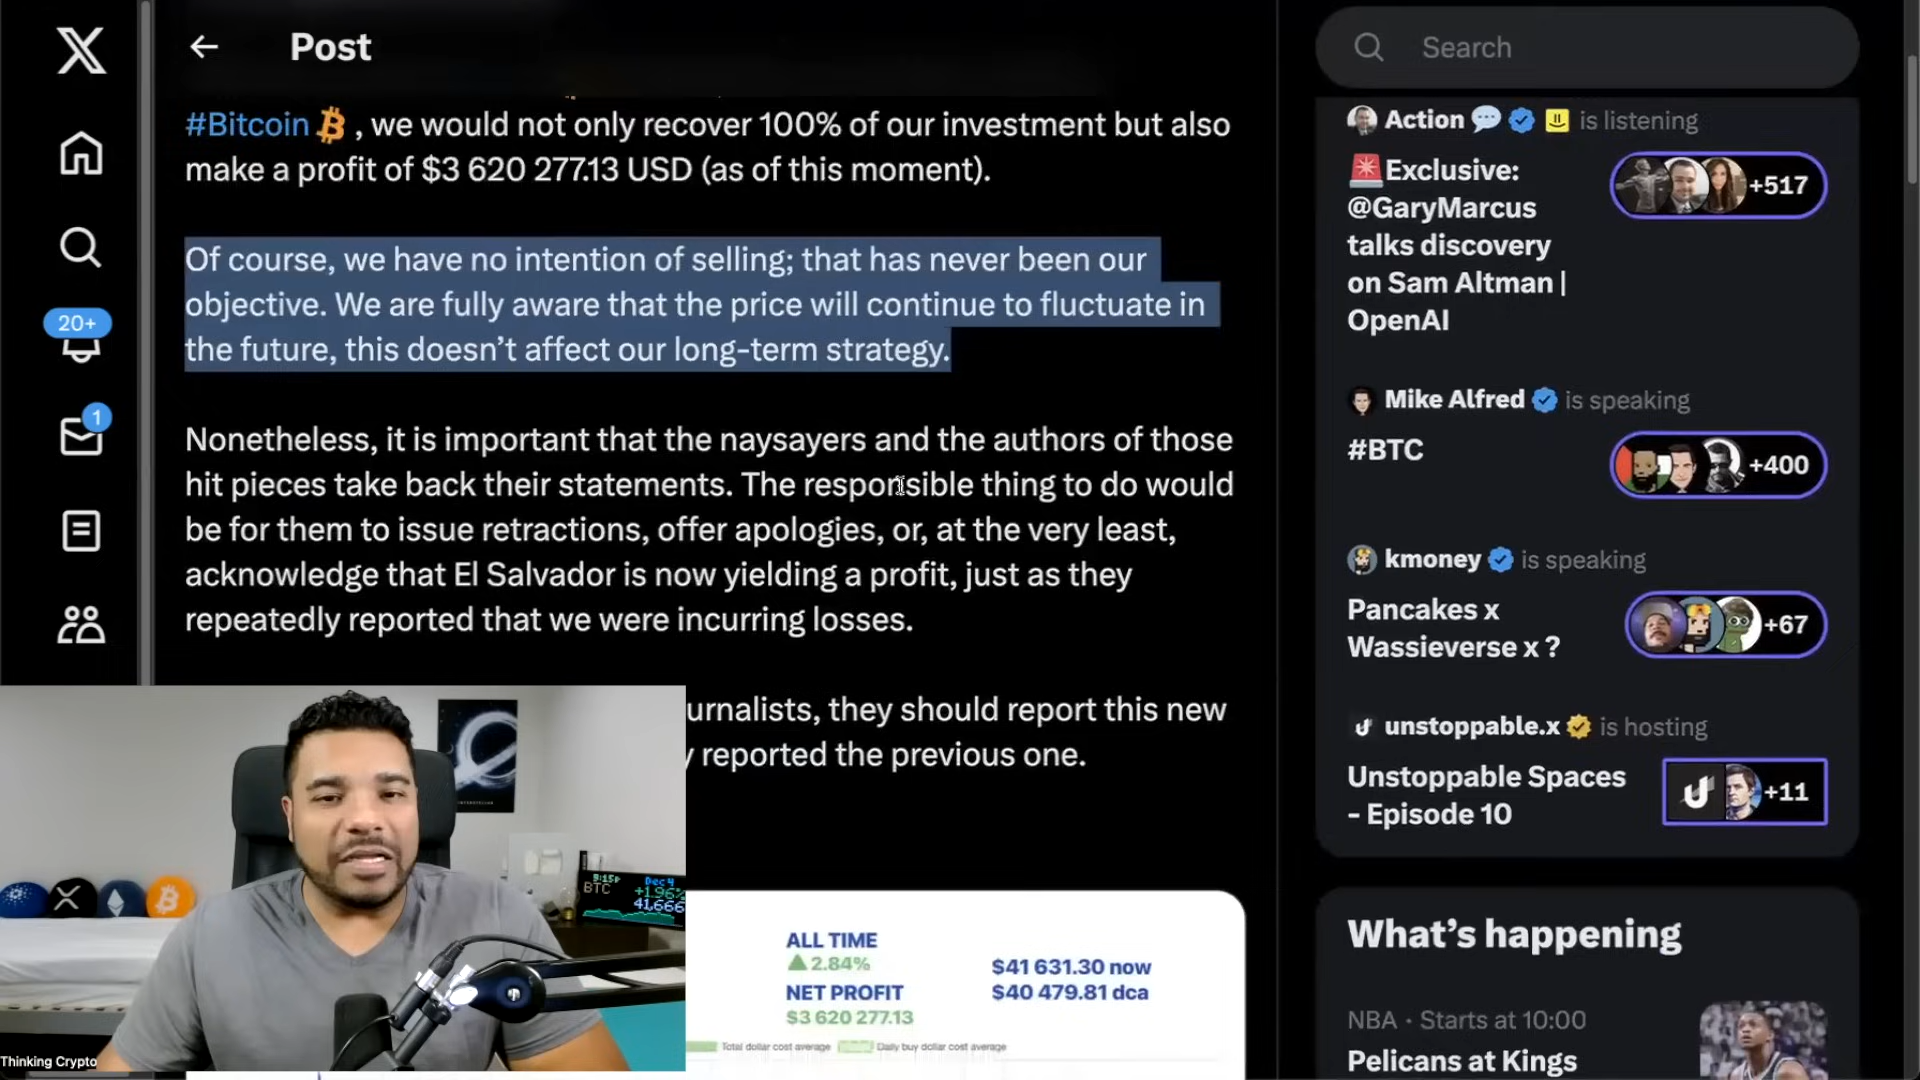 Post
#Bitcoin , we would not only recover 100% of our investment but also
make a profit of $3 620 277.13 USD (as of this moment).
Of course, we have no intention of selling; that has never been our
objective. We are fully aware that the price will continue to fluctuate in
the future, this doesn't affect our long-term strategy.
Nonetheless, it is important that the naysayers and the authors of those
hit pieces take back their statements. The responsible thing to do would
be for them to issue retractions, offer apologies, or, at the very least,
acknowledge that El Salvador is now yielding a profit, just as they
repeatedly reported that we were incurring losses.
urnalists, they should report this new
y reported the previous one.
ALL TIME
▲ 2.84%
NET PROFIT
$3 620 277.13
$41 631.30 now
$40 479.81 dca
Total dollar cost average
Daily buy dollar cost average
20+
1
9:15P
Dec 4
BTC
+1.96%
41,666
Thinking Crypto
Search
Action is listening
Exclusive:
@GaryMarcus
talks discovery
on Sam Altman |
OpenAI
+517
Mike Alfred is speaking
#BTC
+400
kmoney is speaking
Pancakes x
Wassieverse x ?
+67
unstoppable.x is hosting
Unstoppable Spaces
- Episode 10
+11
What's happening
NBA · Starts at 10:00
Pelicans at Kings